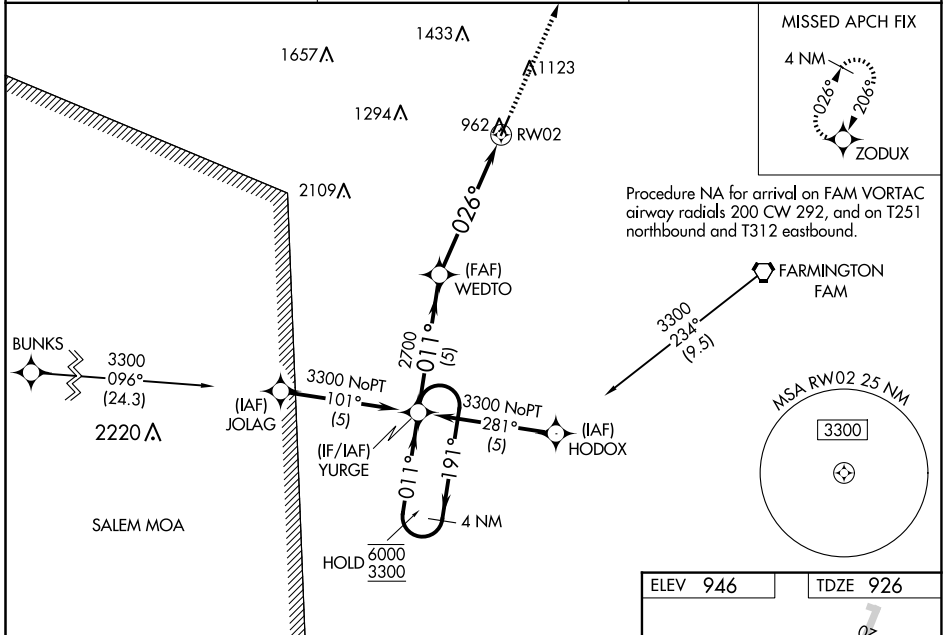 MISSED APCH FIX
4 NM
026°
206°
ZODUX
1657
1433
1123
1294
962
RW02
2109
026°
Procedure NA for arrival on FAM VORTAC
airway radials 200 CW 292, and on T251
northbound and T312 eastbound.
(FAF)
WEDTO
FARMINGTON
FAM
3300
234°
(9.5)
2700
011°
(5)
BUNKS
3300
096°
(24.3)
2220
(IAF)
JOLAG
3300 NoPT
101°
(5)
(IF/IAF)
YURGE
3300 NoPT
281°
(5)
(IAF)
HODOX
011°
191°
4 NM
HOLD
6000
3300
SALEM MOA
MSA RW02 25 NM
3300
ELEV 946
TDZE 926